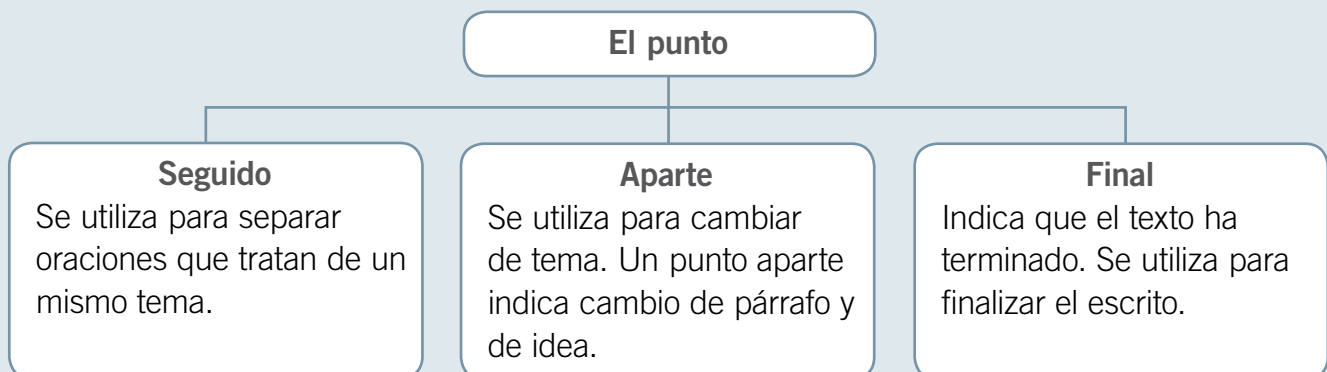 El punto
Seguido
Se utiliza para separar
oraciones que tratan de un
mismo tema.
Aparte
Se utiliza para cambiar
de tema. Un punto aparte
indica cambio de párrafo y
de idea.
Final
Indica que el texto ha
terminado. Se utiliza para
finalizar el escrito.